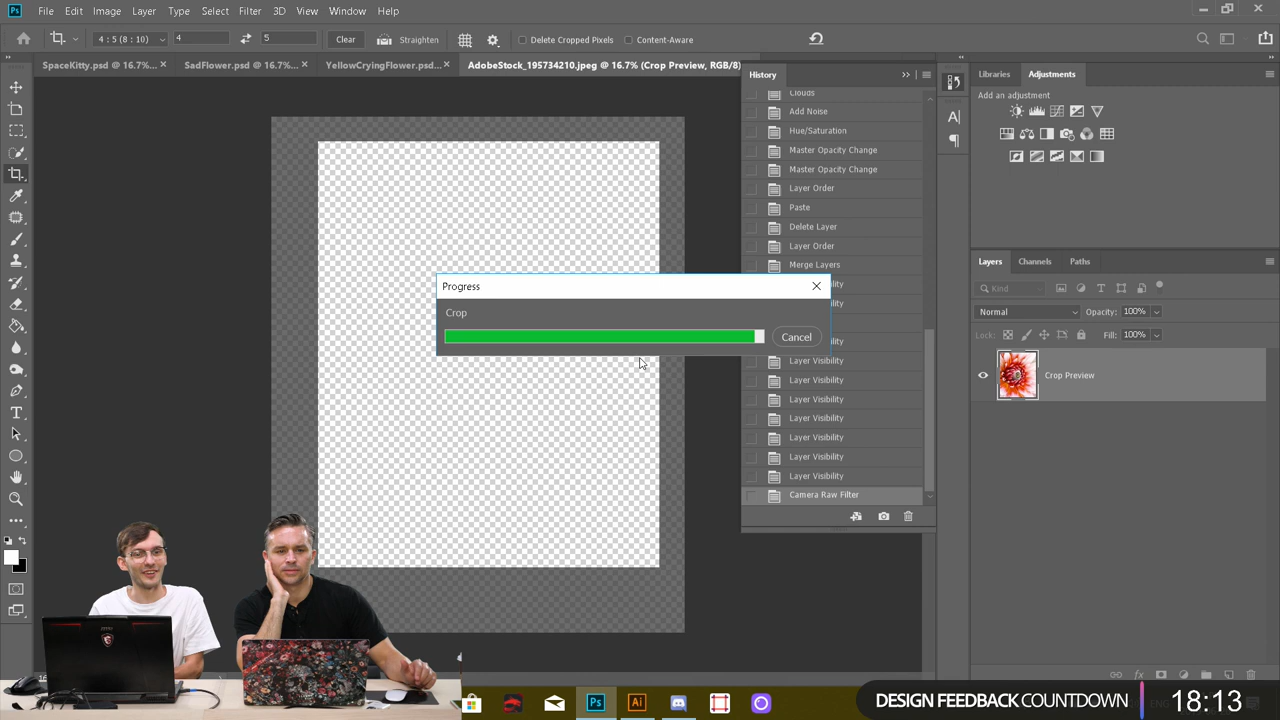 Ps File Edit Image Layer Type Select Filter 3D View Window Help
4 : 5 (8 : 10) 4 5 Clear Straighten Delete Cropped Pixels Content-Aware
SpaceKitty.psd @ 16.7%... SadFlower.psd @ 16.7%... YellowCryingFlower.psd... AdobeStock_195734210.jpeg @ 16.7% (Crop Preview, RGB/8)
History
Clouds
Add Noise
Hue/Saturation
Master Opacity Change
Master Opacity Change
Layer Order
Paste
Delete Layer
Layer Order
Merge Layers
Layer Visibility
Layer Visibility
Layer Visibility
Layer Visibility
Layer Visibility
Layer Visibility
Layer Visibility
Camera Raw Filter
Progress
Crop
Cancel
Libraries Adjustments
Add an adjustment
Layers Channels Paths
Kind
Normal Opacity: 100%
Lock: Fill: 100%
Crop Preview
Ps Ai
DESIGN FEEDBACK COUNTDOWN 18:13